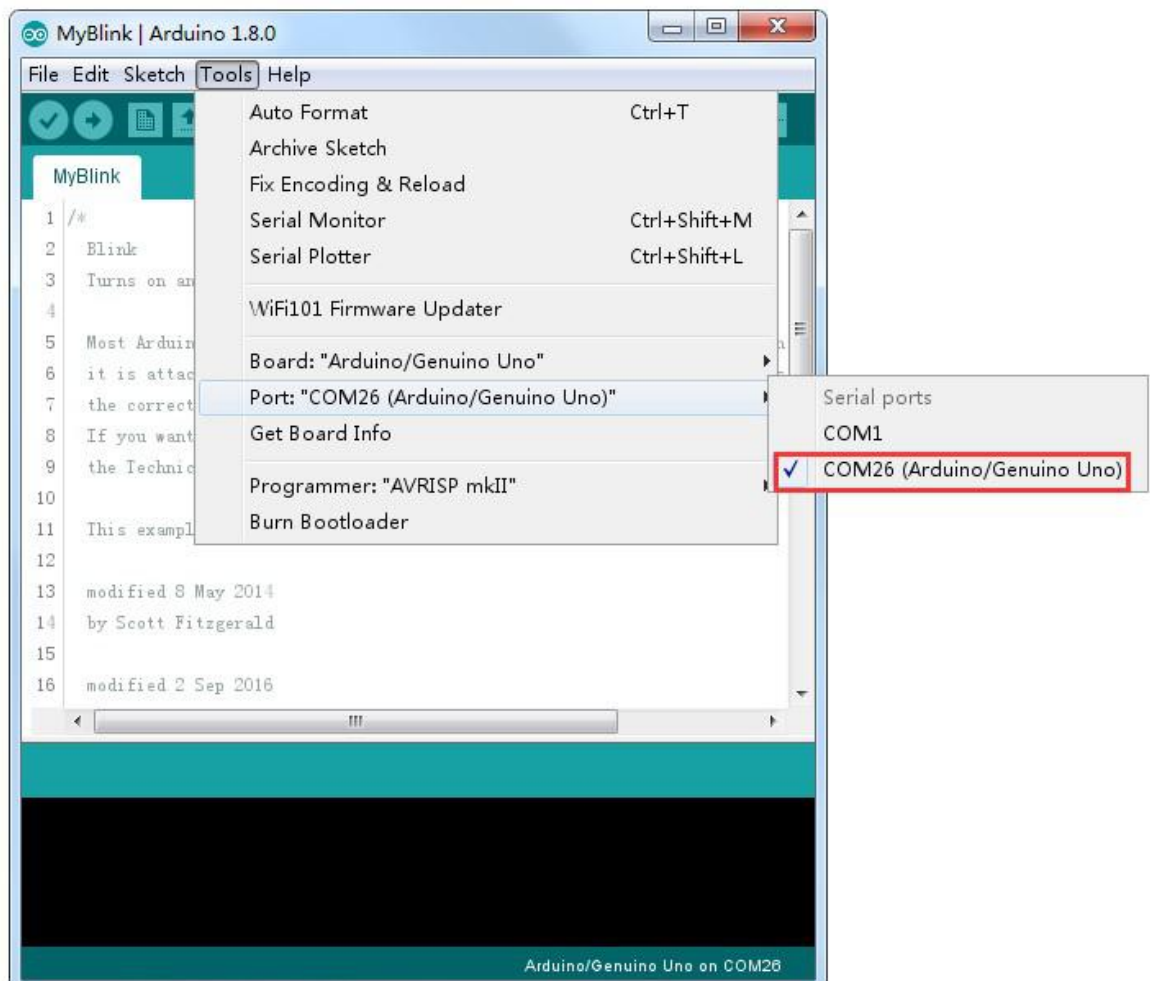 MyBlink | Arduino 1.8.0
File Edit Sketch Tools Help
Auto Format Ctrl+T
Archive Sketch
Fix Encoding & Reload
Serial Monitor Ctrl+Shift+M
Serial Plotter Ctrl+Shift+L
WiFi101 Firmware Updater
Board: "Arduino/Genuino Uno"
Port: "COM26 (Arduino/Genuino Uno)"
Get Board Info
Programmer: "AVRISP mkII"
Burn Bootloader
Serial ports
COM1
COM26 (Arduino/Genuino Uno)
MyBlink
1 /*
2 Blink
3 Turns on an
4
5 Most Arduin
6 it is attac
7 the correct
8 If you want
9 the Technic
10
11 This exampl
12
13 modified 8 May 2014
14 by Scott Fitzgerald
15
16 modified 2 Sep 2016
Arduino/Genuino Uno on COM26